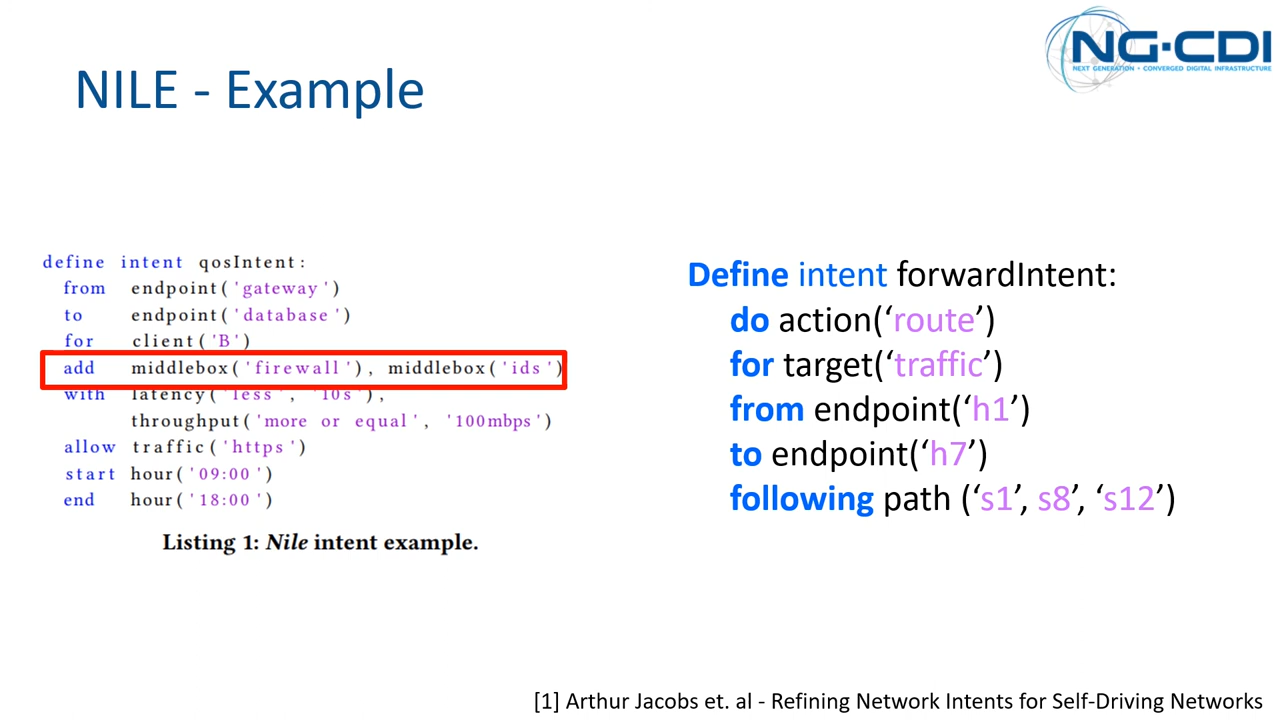 NG·CDI
NEXT GENERATION · CONVERGED DIGITAL INFRASTRUCTURE
NILE - Example
define intent qosIntent:
from endpoint('gateway')
to endpoint('database')
for client('B')
add middlebox('firewall'), middlebox('ids')
with latency('less', '10s'),
throughput('more or equal', '100mbps')
allow traffic('https')
start hour('09:00')
end hour('18:00')
Listing 1: Nile intent example.
Define intent forwardIntent:
do action(‘route’)
for target(‘traffic’)
from endpoint(‘h1’)
to endpoint(‘h7’)
following path (‘s1’, s8’, ‘s12’)
[1] Arthur Jacobs et. al - Refining Network Intents for Self-Driving Networks